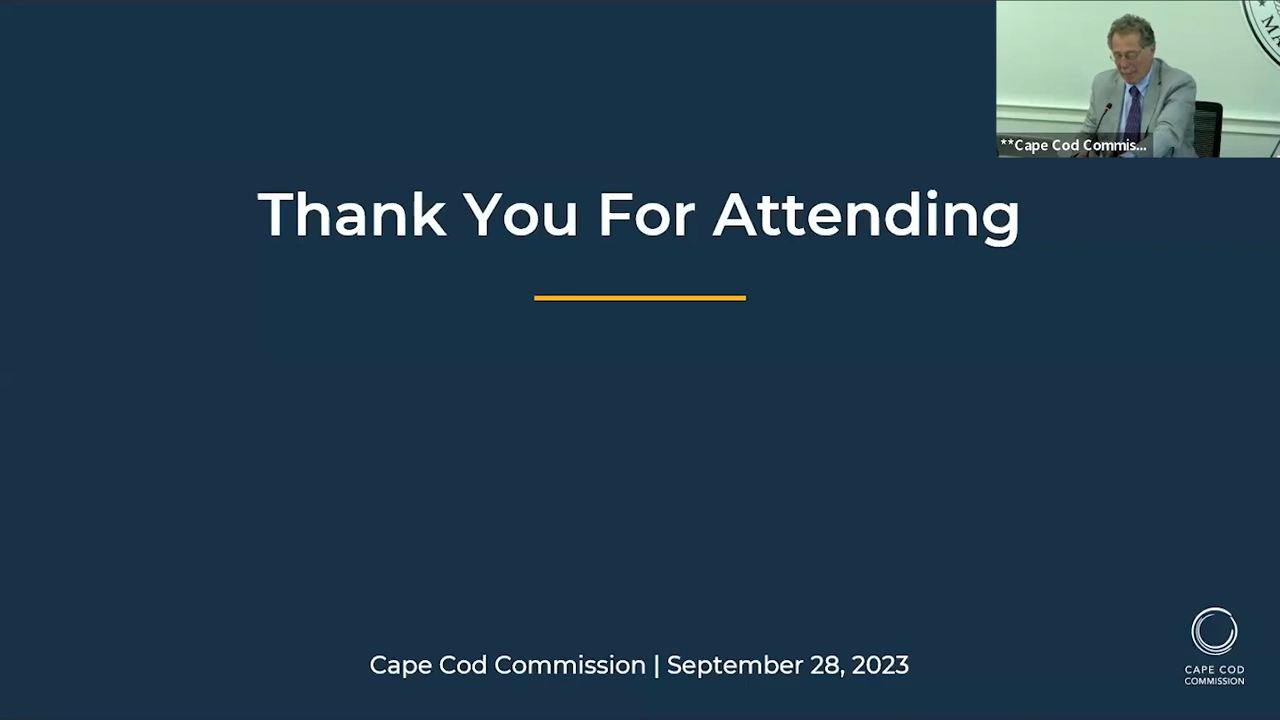 **Cape Cod Commis...
Thank You For Attending
Cape Cod Commission | September 28, 2023
CAPE COD
COMMISSION